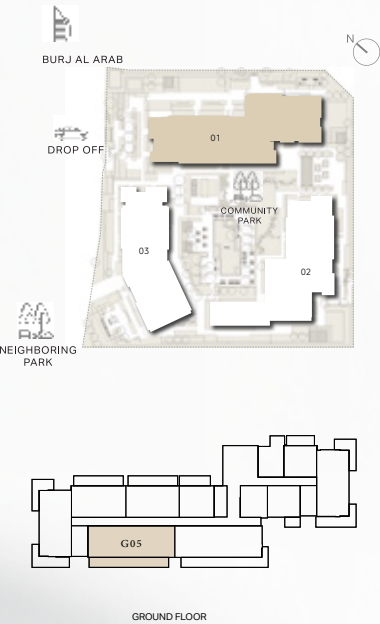 N
BURJ AL ARAB
01
DROP OFF
COMMUNITY
PARK
03
02
NEIGHBORING
PARK
G05
GROUND FLOOR